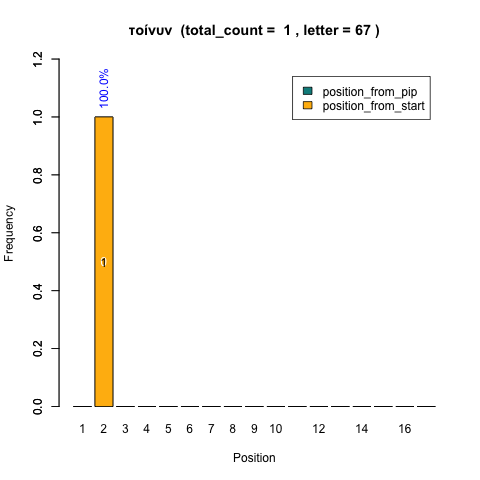 τοίνυν (total_count = 1 , letter = 67 )
position_from_pip
position_from_start
100.0%
1
Frequency
1.2
1.0
0.8
0.6
0.4
0.2
0.0
1 2 3 4 5 6 7 8 9 10 12 14 16
Position